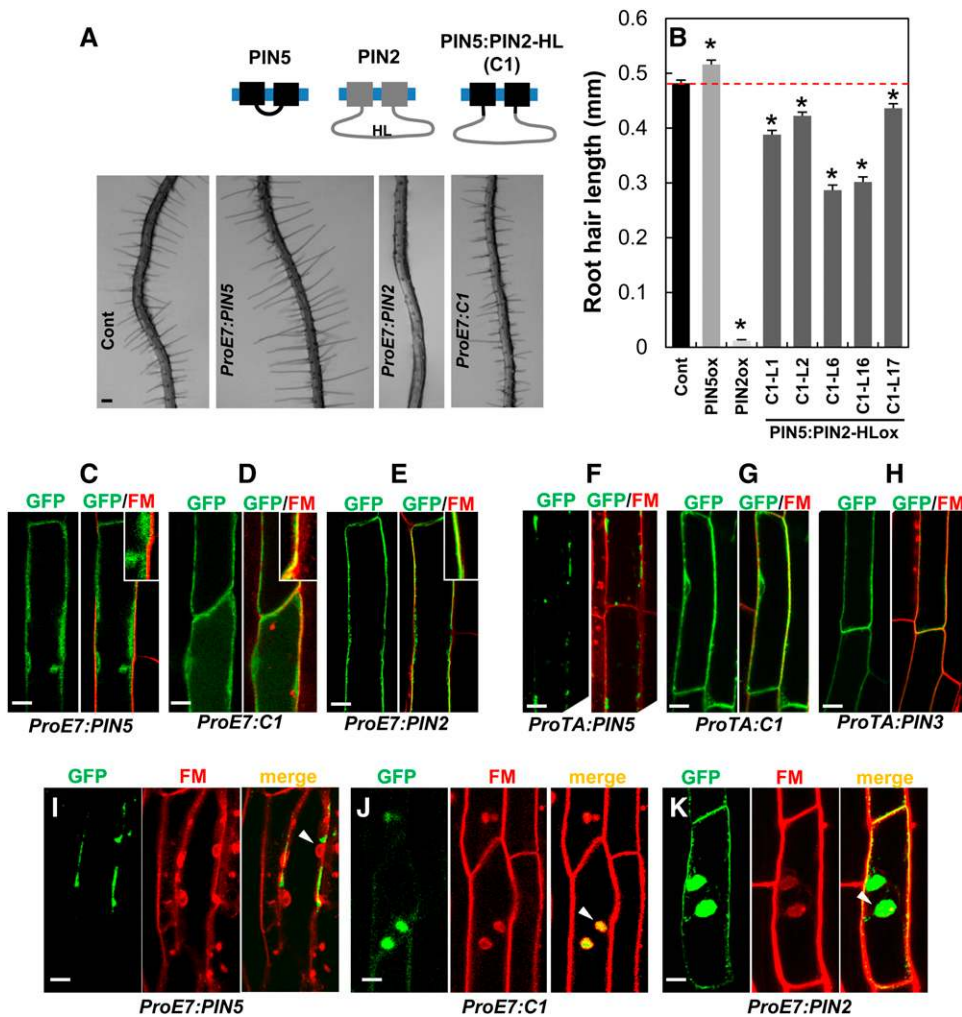 A
PIN5
PIN2
PIN5:PIN2-HL
(C1)
HL
Cont
ProE7:PIN5
ProE7:PIN2
ProE7:C1
B
Root hair length (mm)
0.6
0.5
0.4
0.3
0.2
0.1
0
*
*
*
*
*
*
*
Cont
PIN5ox
PIN2ox
C1-L1
C1-L2
C1-L6
C1-L16
C1-L17
PIN5:PIN2-HLox
C
GFP GFP/FM
ProE7:PIN5
D
GFP GFP/FM
ProE7:C1
E
GFP GFP/FM
ProE7:PIN2
F
GFP GFP/FM
ProTA:PIN5
G
GFP GFP/FM
ProTA:C1
H
GFP GFP/FM
ProTA:PIN3
I
GFP FM merge
ProE7:PIN5
J
GFP FM merge
ProE7:C1
K
GFP FM merge
ProE7:PIN2